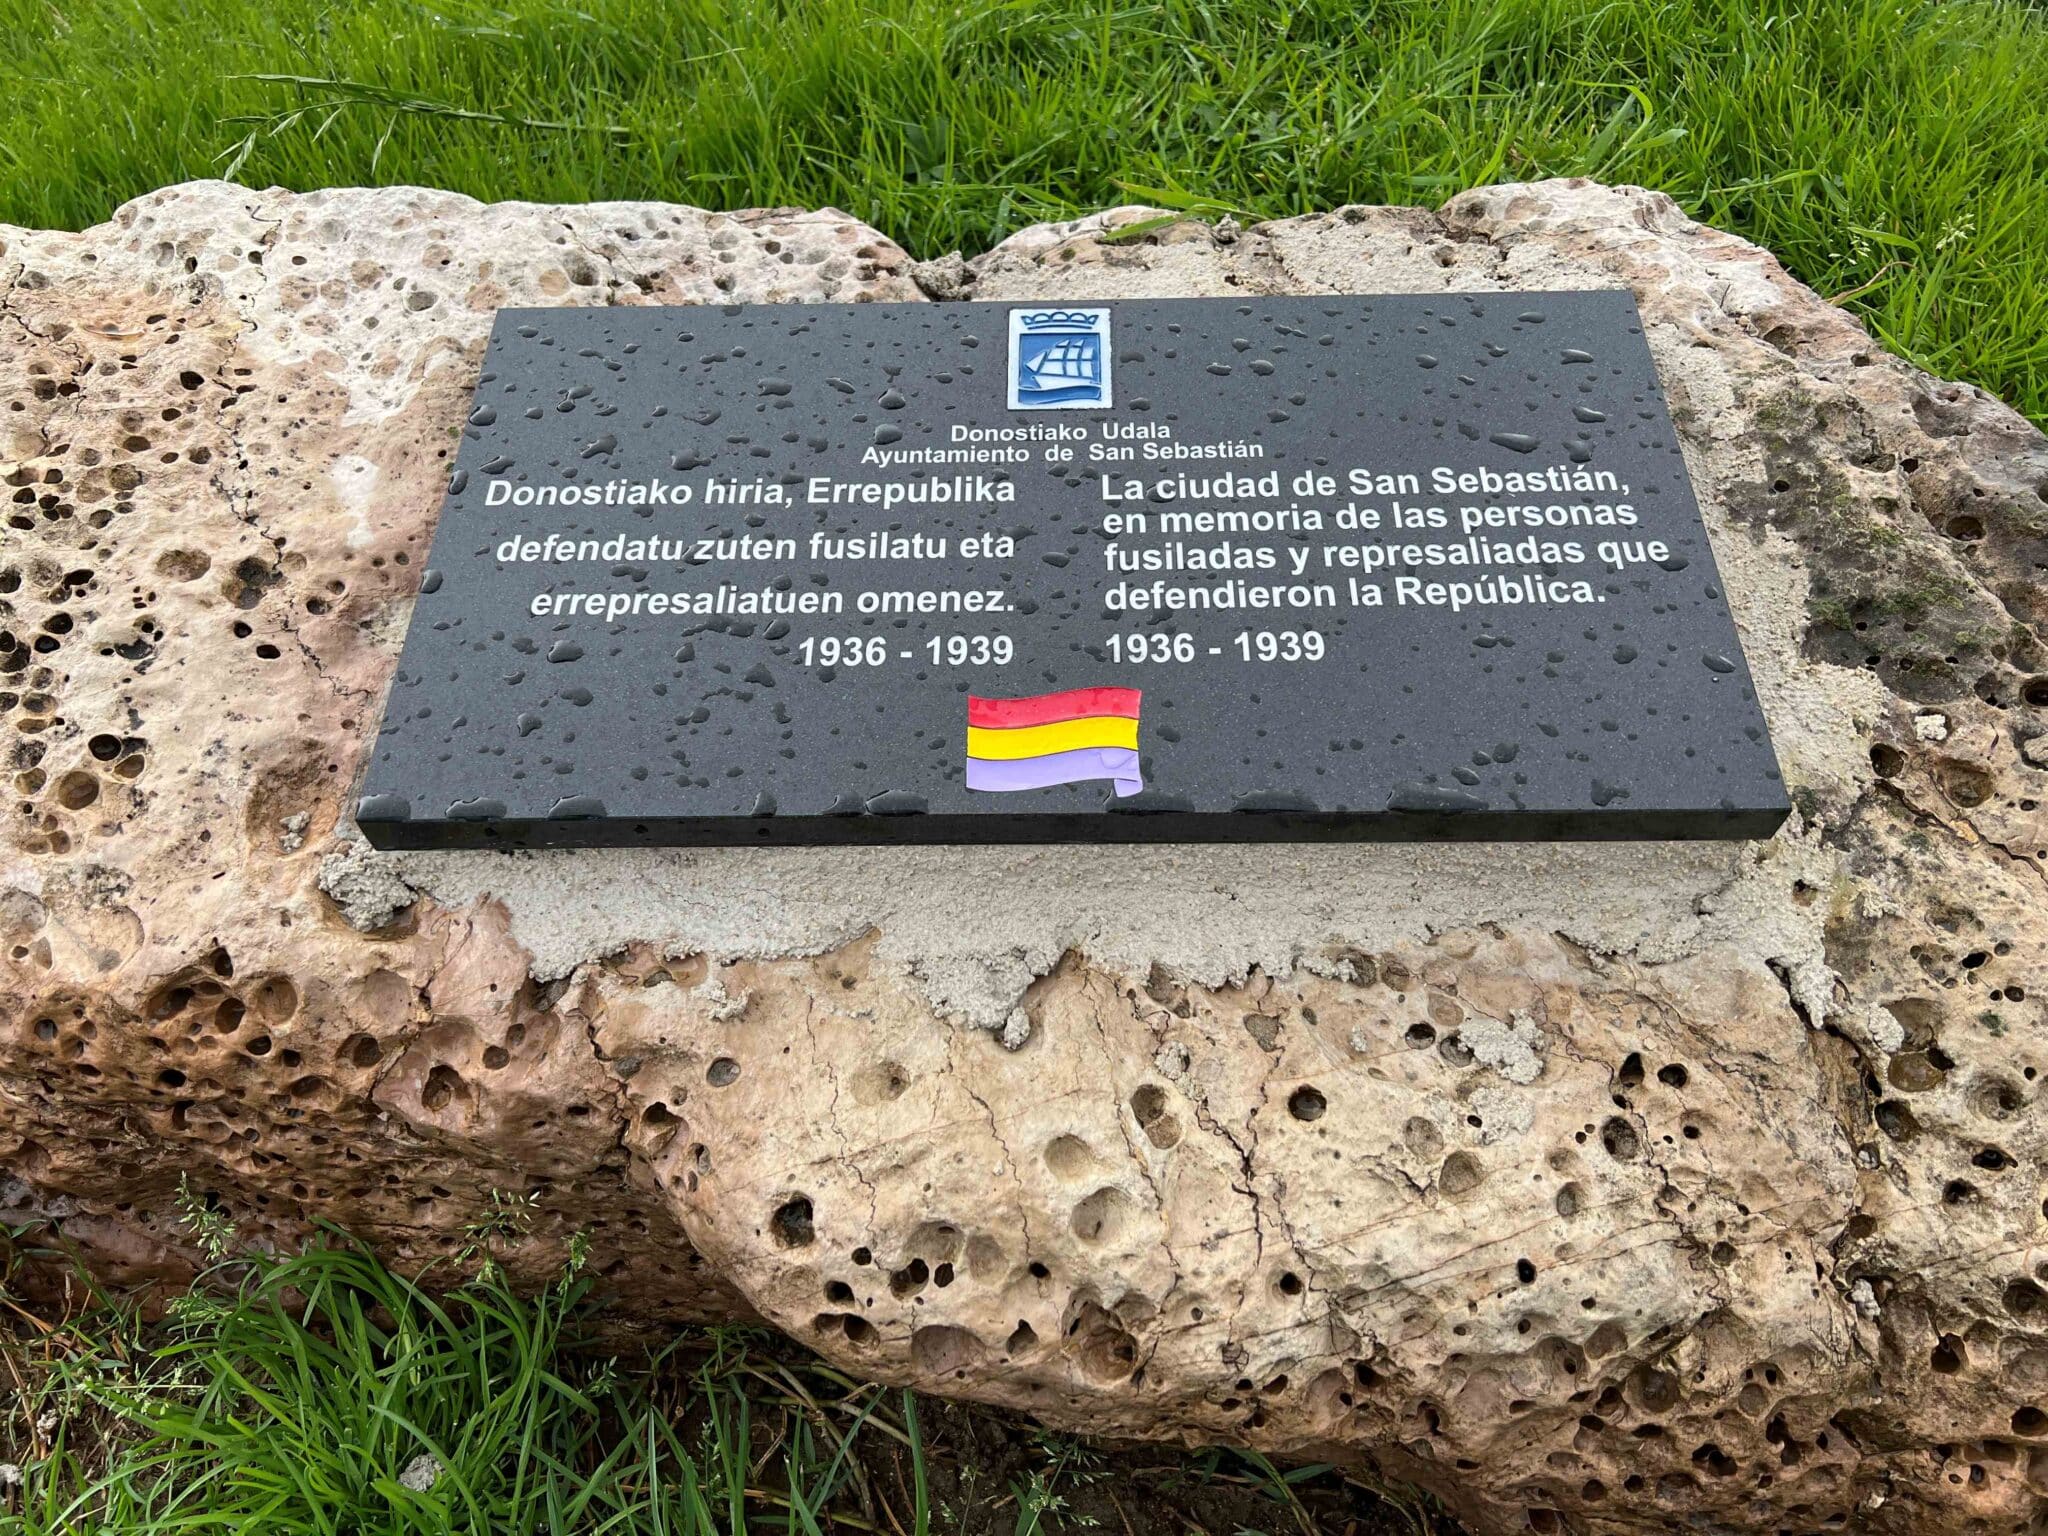 Donostiako Udala
Ayuntamiento de San Sebastián
Donostiako hiria, Errepublika
defendatu zuten fusilatu eta
errepresaliatuen omenez.
1936 - 1939
La ciudad de San Sebastián,
en memoria de las personas
fusiladas y represaliadas que
defendieron la República.
1936 - 1939